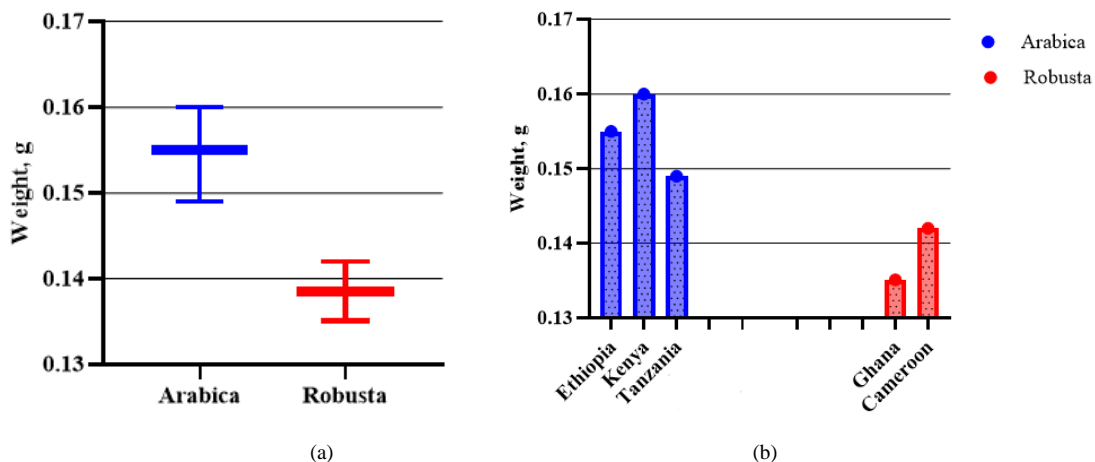 0.17
0.16
0.15
0.14
0.13
Weight, g
Arabica
Robusta
(a)
0.17
0.16
0.15
0.14
0.13
Weight, g
Ethiopia
Kenya
Tanzania
Ghana
Cameroon
Arabica
Robusta
(b)